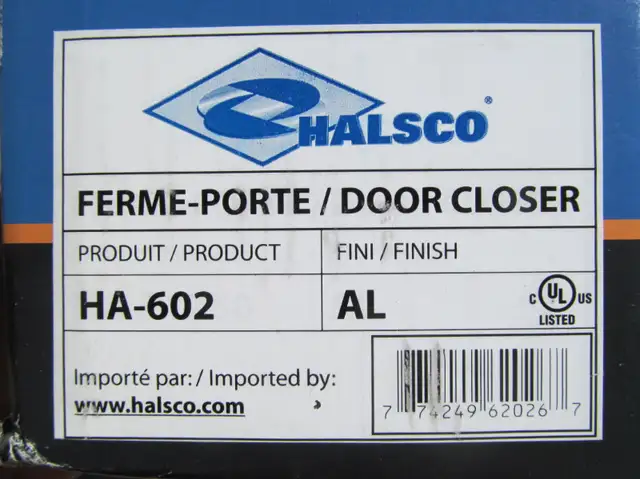 HALSCO®
FERME-PORTE / DOOR CLOSER
PRODUIT / PRODUCT FINI / FINISH
HA-602 AL
C UL US
LISTED
Importé par: / Imported by:
www.halsco.com
7 74249 62026 7